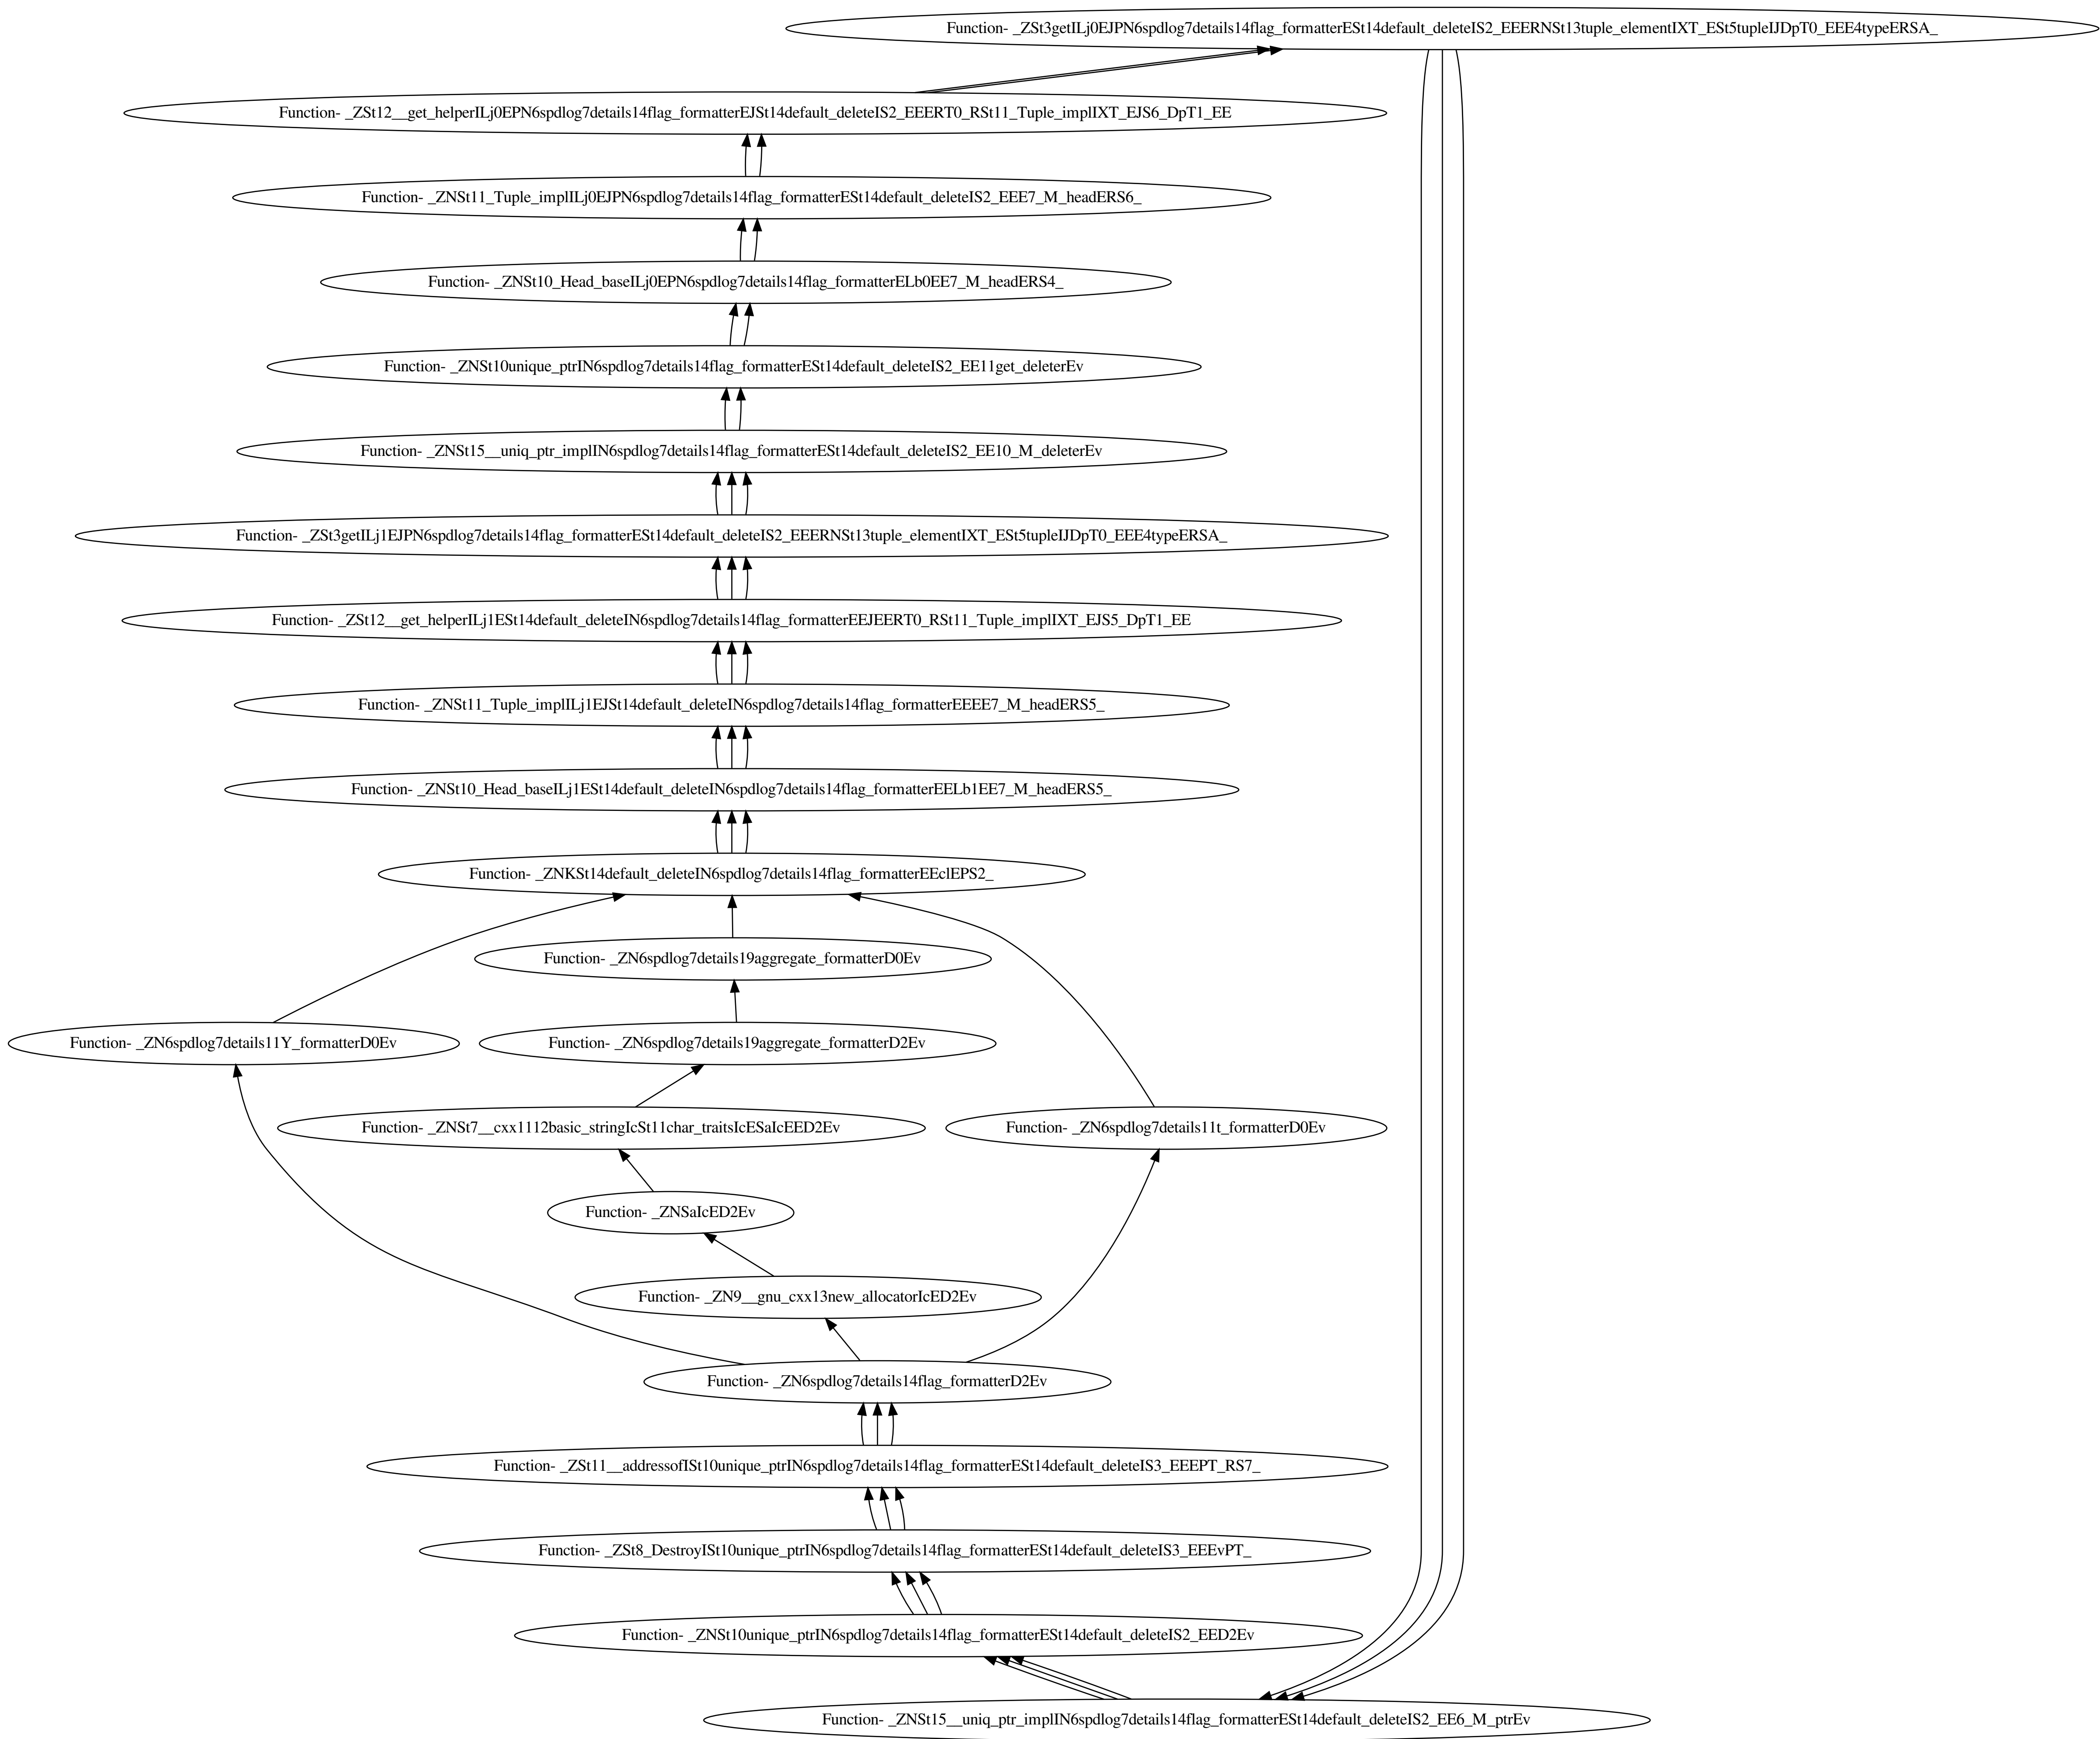 Function- _ZSt3getILj0EJPN6spdlog7details14flag_formatterESt14default_deleteIS2_EEERNSt13tuple_elementIXT_ESt5tupleIJDpT0_EEE4typeERSA_
Function- _ZSt12__get_helperILj0EPN6spdlog7details14flag_formatterEJSt14default_deleteIS2_EEERT0_RSt11_Tuple_implIXT_EJS6_DpT1_EE
Function- _ZNSt11_Tuple_implILj0EJPN6spdlog7details14flag_formatterESt14default_deleteIS2_EEE7_M_headERS6_
Function- _ZNSt10_Head_baseILj0EPN6spdlog7details14flag_formatterELb0EE7_M_headERS4_
Function- _ZNSt10unique_ptrIN6spdlog7details14flag_formatterESt14default_deleteIS2_EE11get_deleterEv
Function- _ZNSt15__uniq_ptr_implIN6spdlog7details14flag_formatterESt14default_deleteIS2_EE10_M_deleterEv
Function- _ZSt3getILj1EJPN6spdlog7details14flag_formatterESt14default_deleteIS2_EEERNSt13tuple_elementIXT_ESt5tupleIJDpT0_EEE4typeERSA_
Function- _ZSt12__get_helperILj1ESt14default_deleteIN6spdlog7details14flag_formatterEEJEERT0_RSt11_Tuple_implIXT_EJS5_DpT1_EE
Function- _ZNSt11_Tuple_implILj1EJSt14default_deleteIN6spdlog7details14flag_formatterEEEE7_M_headERS5_
Function- _ZNSt10_Head_baseILj1ESt14default_deleteIN6spdlog7details14flag_formatterEELb1EE7_M_headERS5_
Function- _ZNKSt14default_deleteIN6spdlog7details14flag_formatterEEclEPS2_
Function- _ZN6spdlog7details19aggregate_formatterD0Ev
Function- _ZN6spdlog7details11Y_formatterD0Ev
Function- _ZN6spdlog7details19aggregate_formatterD2Ev
Function- _ZNSt7__cxx1112basic_stringIcSt11char_traitsIcESaIcEED2Ev
Function- _ZN6spdlog7details11t_formatterD0Ev
Function- _ZNSaIcED2Ev
Function- _ZN9__gnu_cxx13new_allocatorIcED2Ev
Function- _ZN6spdlog7details14flag_formatterD2Ev
Function- _ZSt11__addressofISt10unique_ptrIN6spdlog7details14flag_formatterESt14default_deleteIS3_EEEPT_RS7_
Function- _ZSt8_DestroyISt10unique_ptrIN6spdlog7details14flag_formatterESt14default_deleteIS3_EEEvPT_
Function- _ZNSt10unique_ptrIN6spdlog7details14flag_formatterESt14default_deleteIS2_EED2Ev
Function- _ZNSt15__uniq_ptr_implIN6spdlog7details14flag_formatterESt14default_deleteIS2_EE6_M_ptrEv